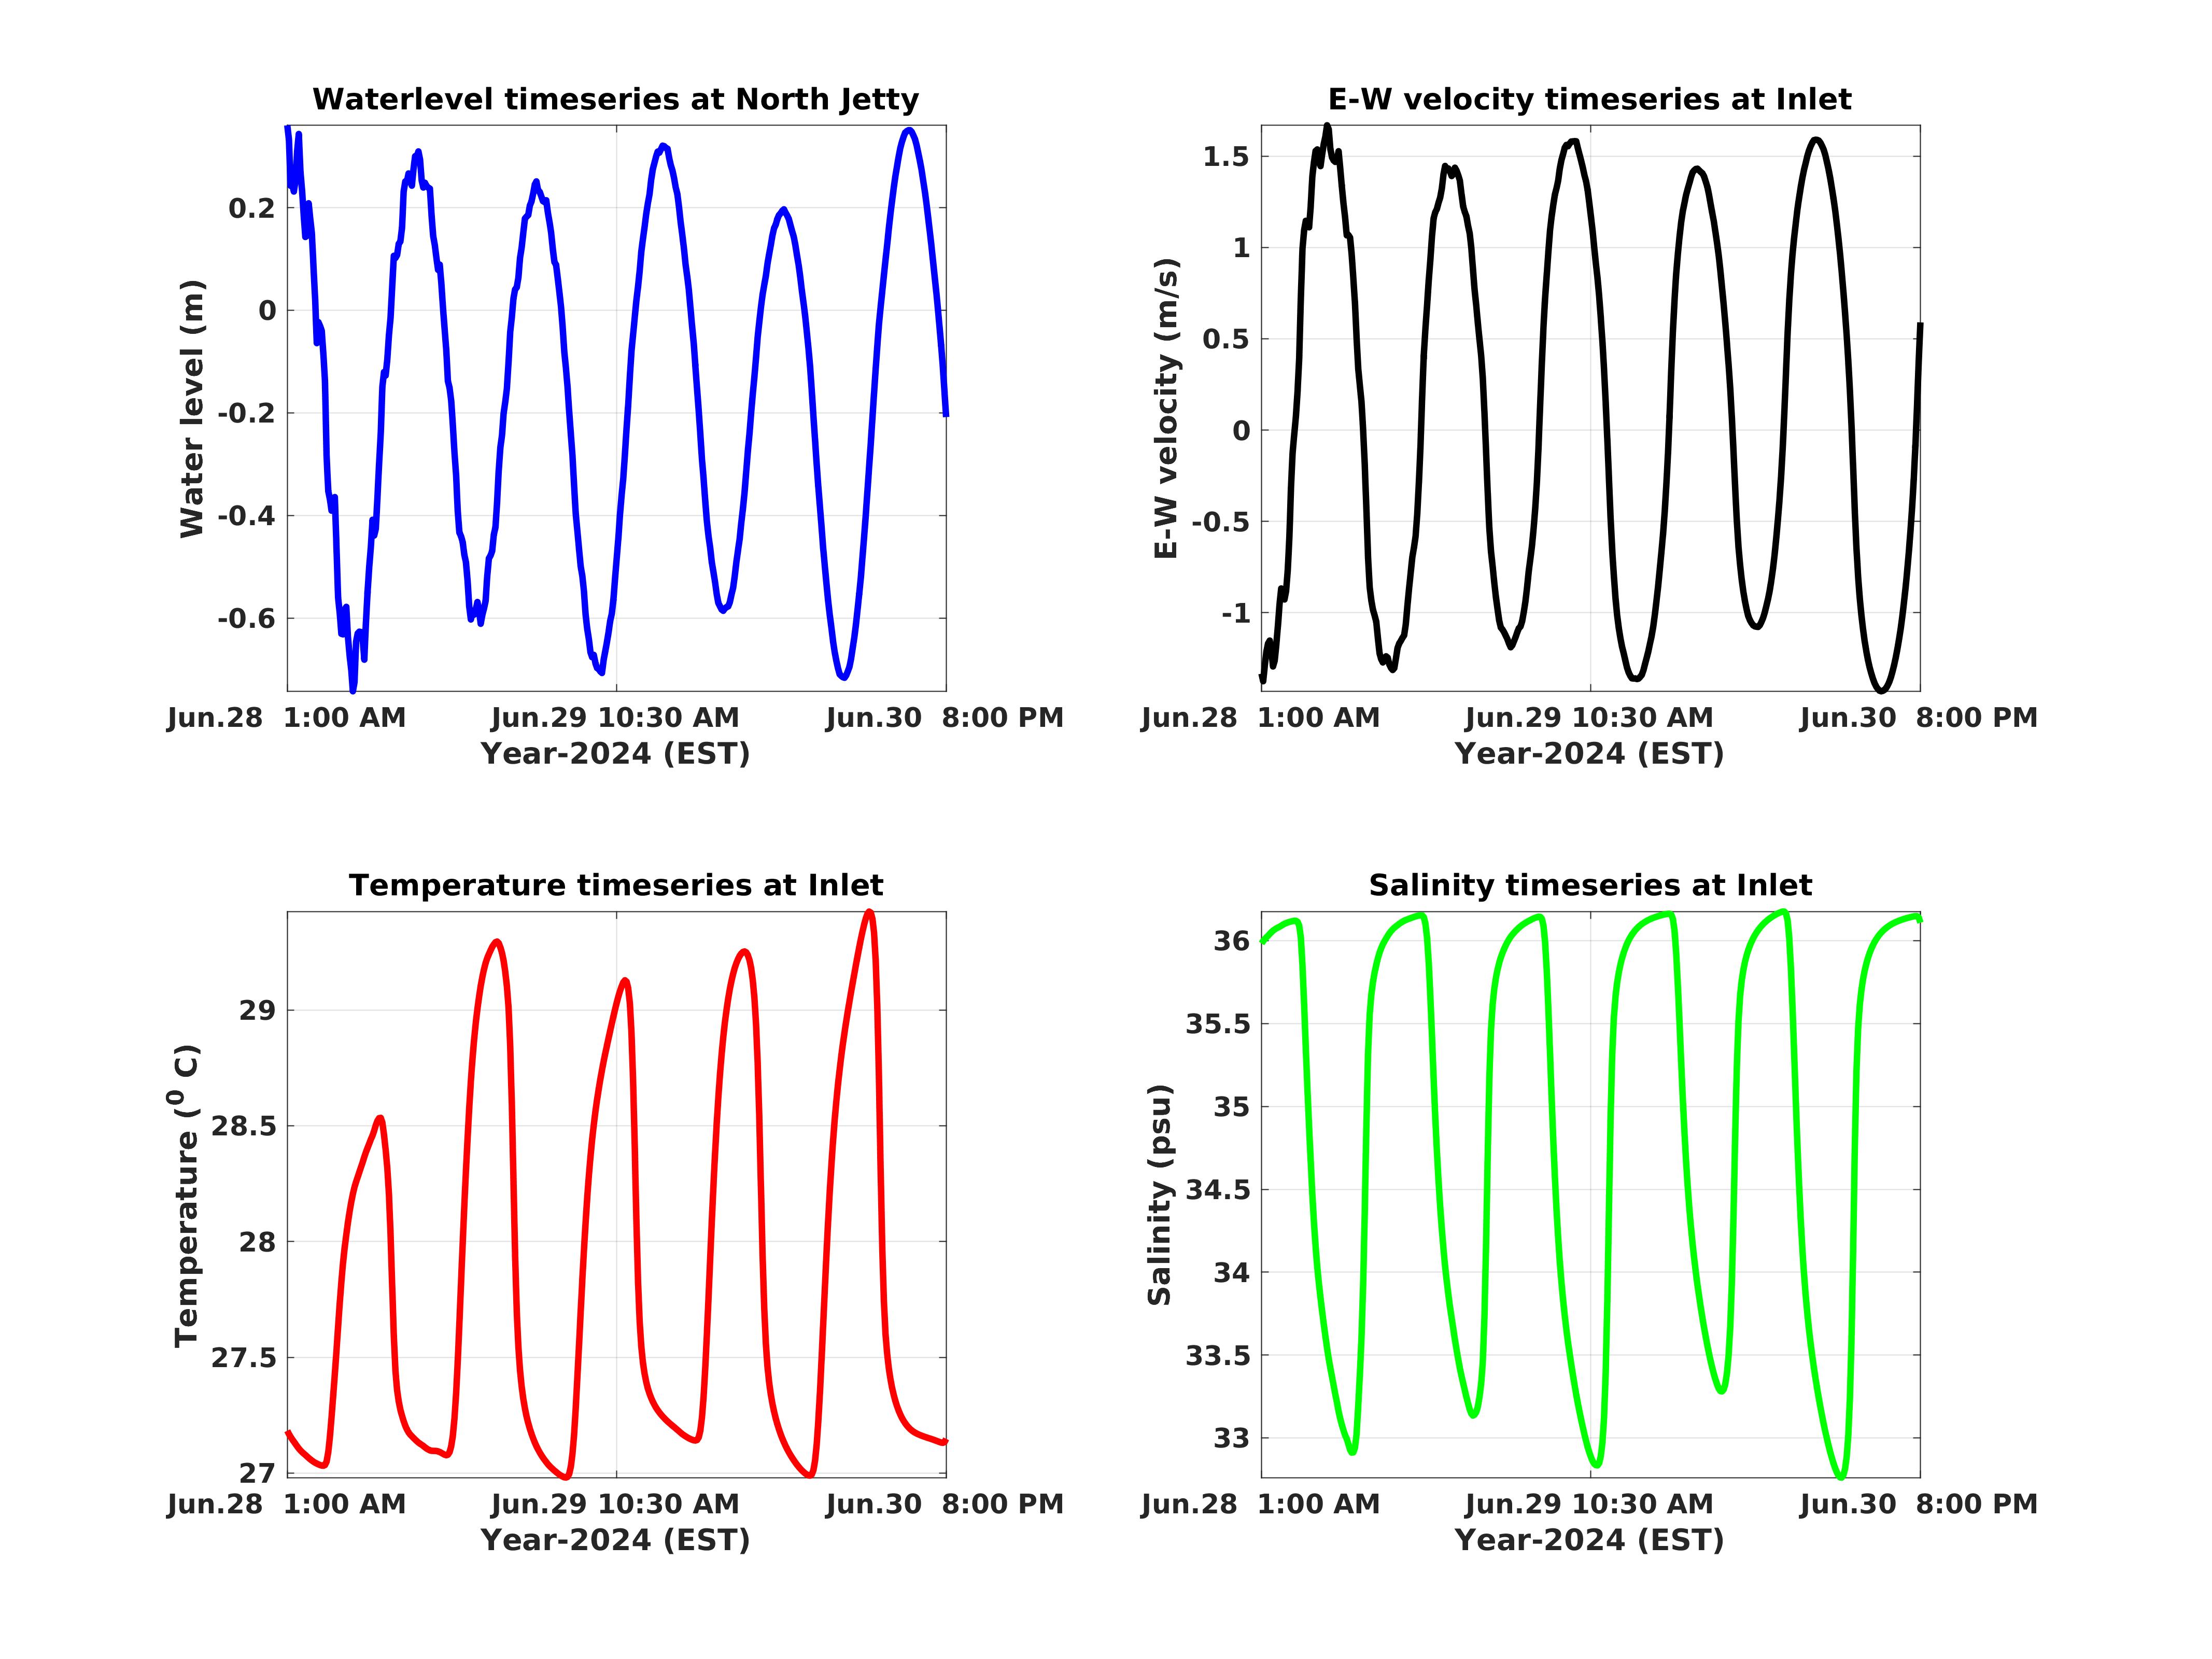 Waterlevel timeseries at North Jetty
0.2
0
-0.2
-0.4
-0.6
Water level (m)
Jun.28 1:00 AM
Jun.29 10:30 AM
Jun.30 8:00 PM
Year-2024 (EST)
E-W velocity timeseries at Inlet
1.5
1
0.5
0
-0.5
-1
E-W velocity (m/s)
Jun.28 1:00 AM
Jun.29 10:30 AM
Jun.30 8:00 PM
Year-2024 (EST)
Temperature timeseries at Inlet
29
28.5
28
27.5
27
Temperature (⁰ C)
Jun.28 1:00 AM
Jun.29 10:30 AM
Jun.30 8:00 PM
Year-2024 (EST)
Salinity timeseries at Inlet
36
35.5
35
34.5
34
33.5
33
Salinity (psu)
Jun.28 1:00 AM
Jun.29 10:30 AM
Jun.30 8:00 PM
Year-2024 (EST)